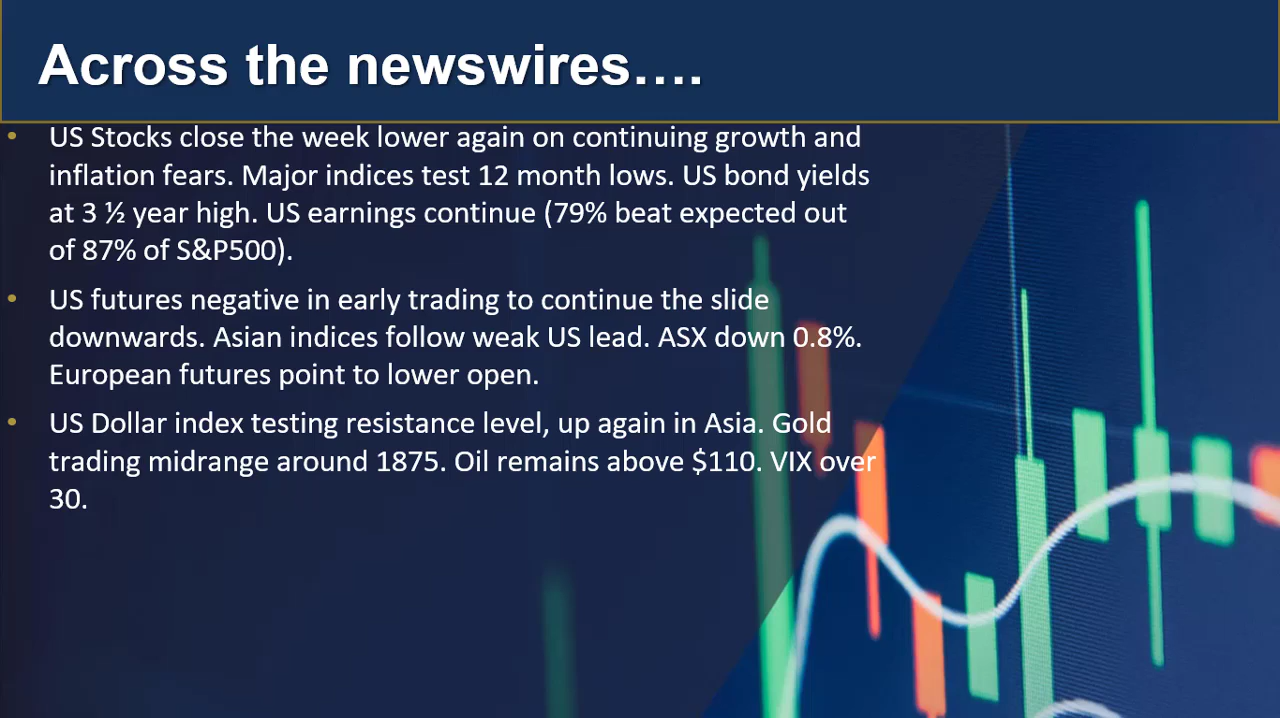 Across the newswires….
• US Stocks close the week lower again on continuing growth and
inflation fears. Major indices test 12 month lows. US bond yields
at 3 ½ year high. US earnings continue (79% beat expected out
of 87% of S&P500).
• US futures negative in early trading to continue the slide
downwards. Asian indices follow weak US lead. ASX down 0.8%.
European futures point to lower open.
• US Dollar index testing resistance level, up again in Asia. Gold
trading midrange around 1875. Oil remains above $110. VIX over
30.